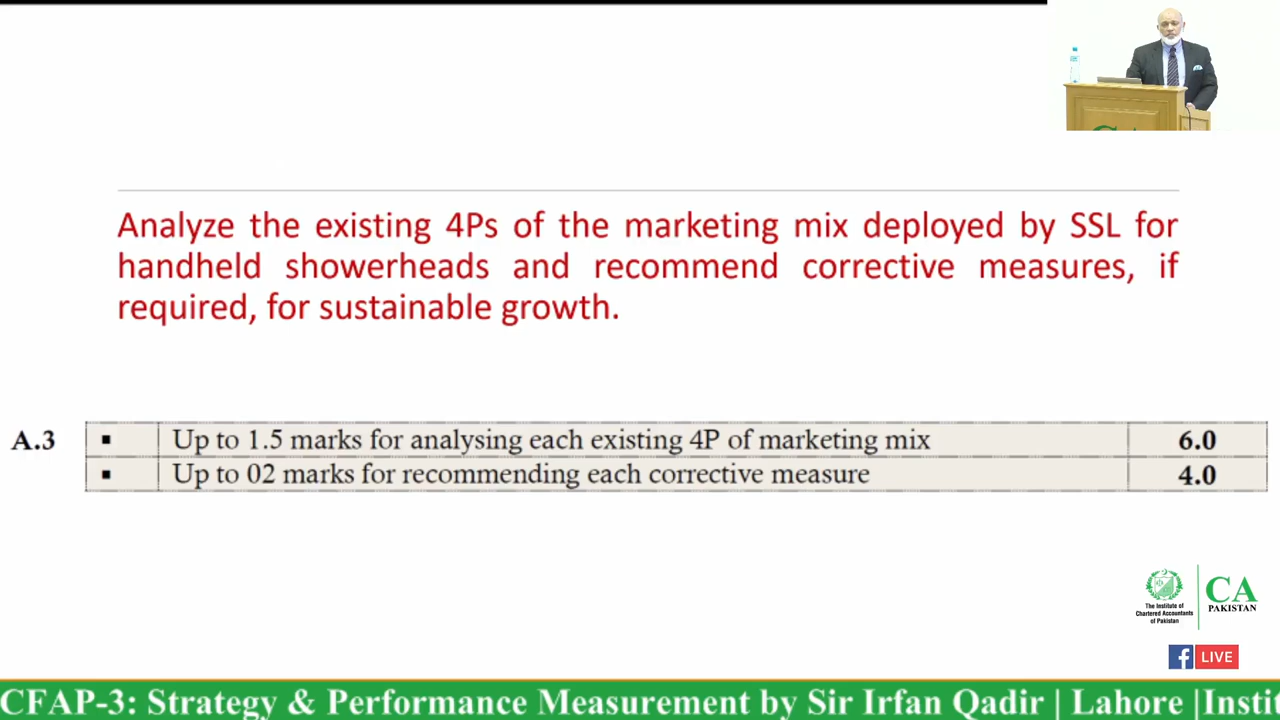 Analyze the existing 4Ps of the marketing mix deployed by SSL for
handheld showerheads and recommend corrective measures, if
required, for sustainable growth.
A.3
▪ Up to 1.5 marks for analysing each existing 4P of marketing mix 6.0
▪ Up to 02 marks for recommending each corrective measure 4.0
The Institute of
Chartered Accountants
of Pakistan
CA
PAKISTAN
f LIVE
CFAP-3: Strategy & Performance Measurement by Sir Irfan Qadir | Lahore |Instit